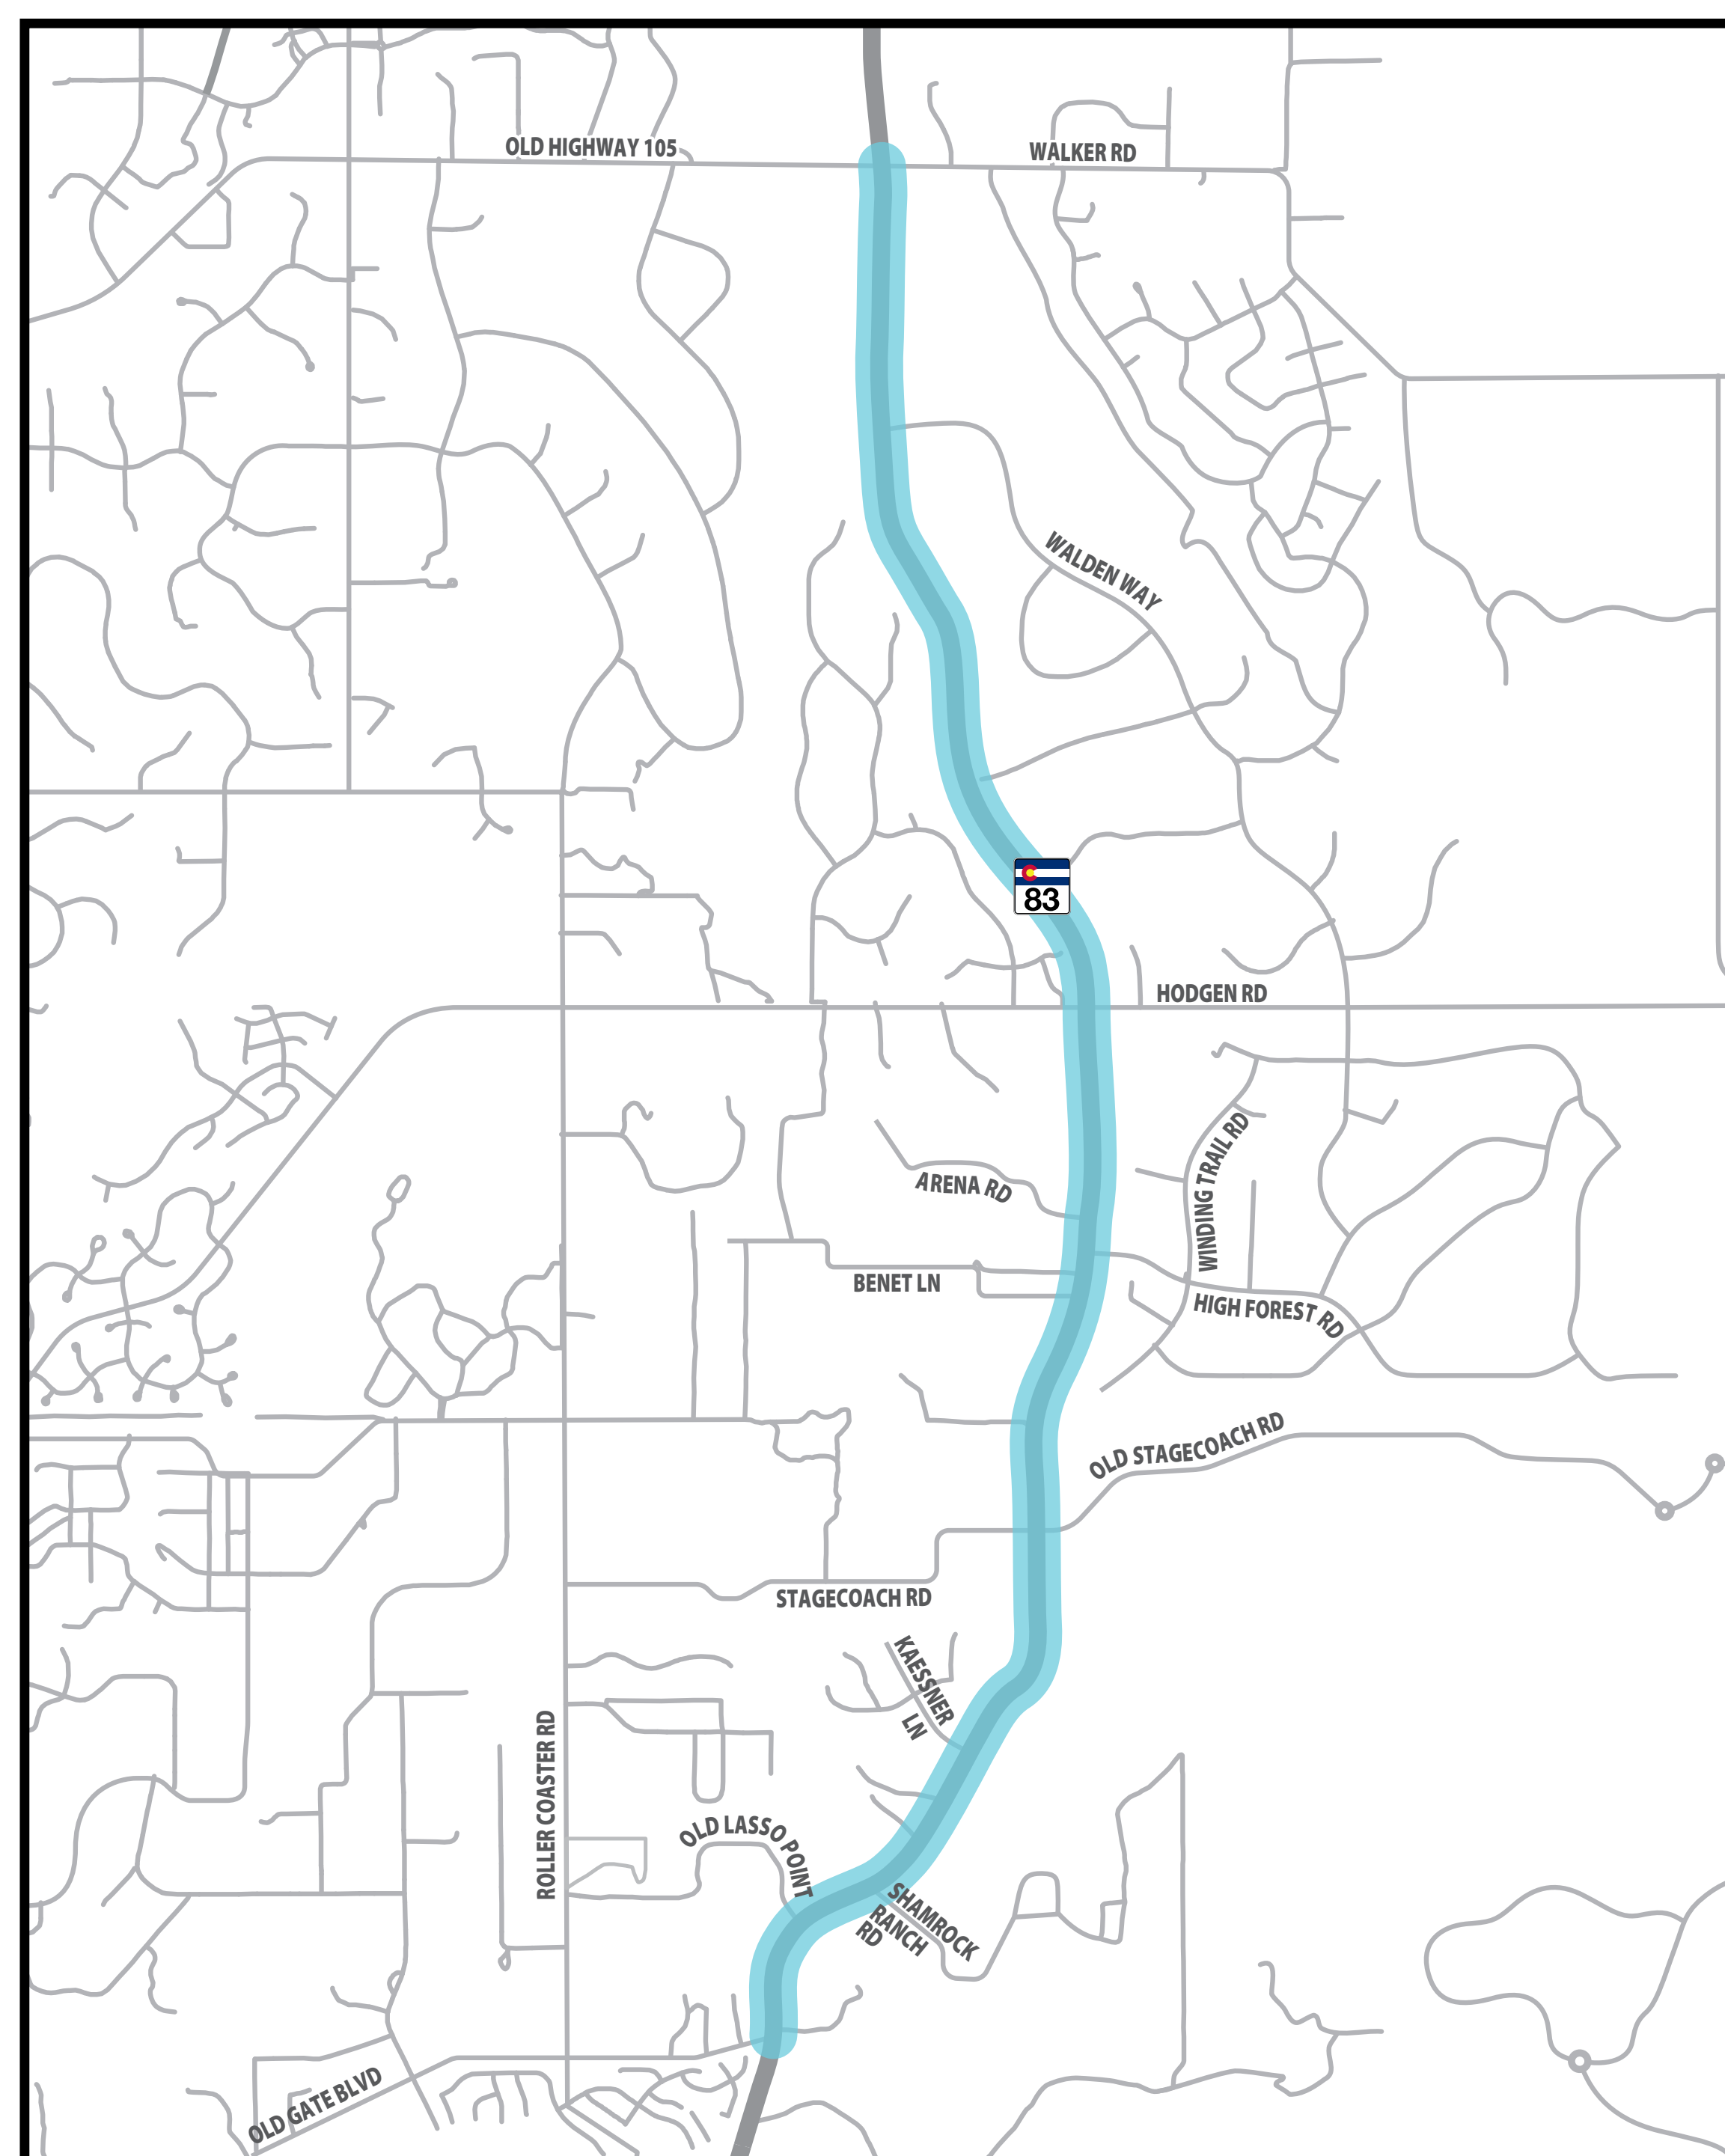 OLD HIGHWAY 105
WALKER RD
WALDEN WAY
83
HODGEN RD
WINDING TRAIL RD
ARENA RD
BENET LN
HIGH FOREST RD
OLD STAGECOACH RD
STAGECOACH RD
KAESSNER
LN
ROLLER COASTER RD
OLD LASSO POINT
SHAMROCK
RANCH
RD
OLD GATE BLVD